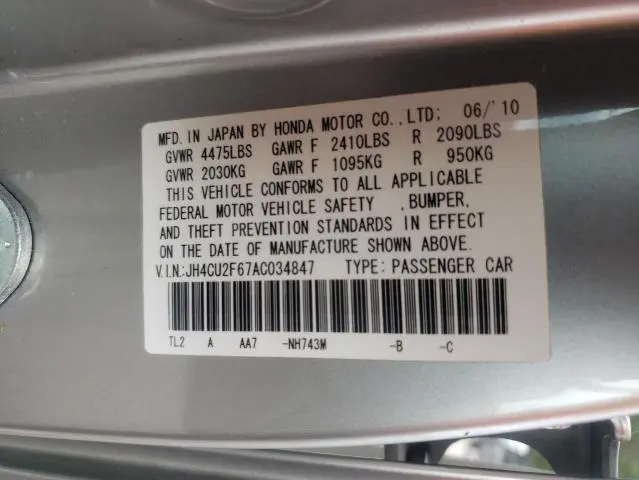 MFD. IN JAPAN BY HONDA MOTOR CO., LTD: 06/'10
GVWR 4475LBS GAWR F 2410LBS R 2090LBS
GVWR 2030KG GAWR F 1095KG R 950KG
THIS VEHICLE CONFORMS TO ALL APPLICABLE
FEDERAL MOTOR VEHICLE SAFETY , BUMPER,
AND THEFT PREVENTION STANDARDS IN EFFECT
ON THE DATE OF MANUFACTURE SHOWN ABOVE.
V.I.N.:JH4CU2F67AC034847 TYPE: PASSENGER CAR
TL2 A AA7 -NH743M -B -C